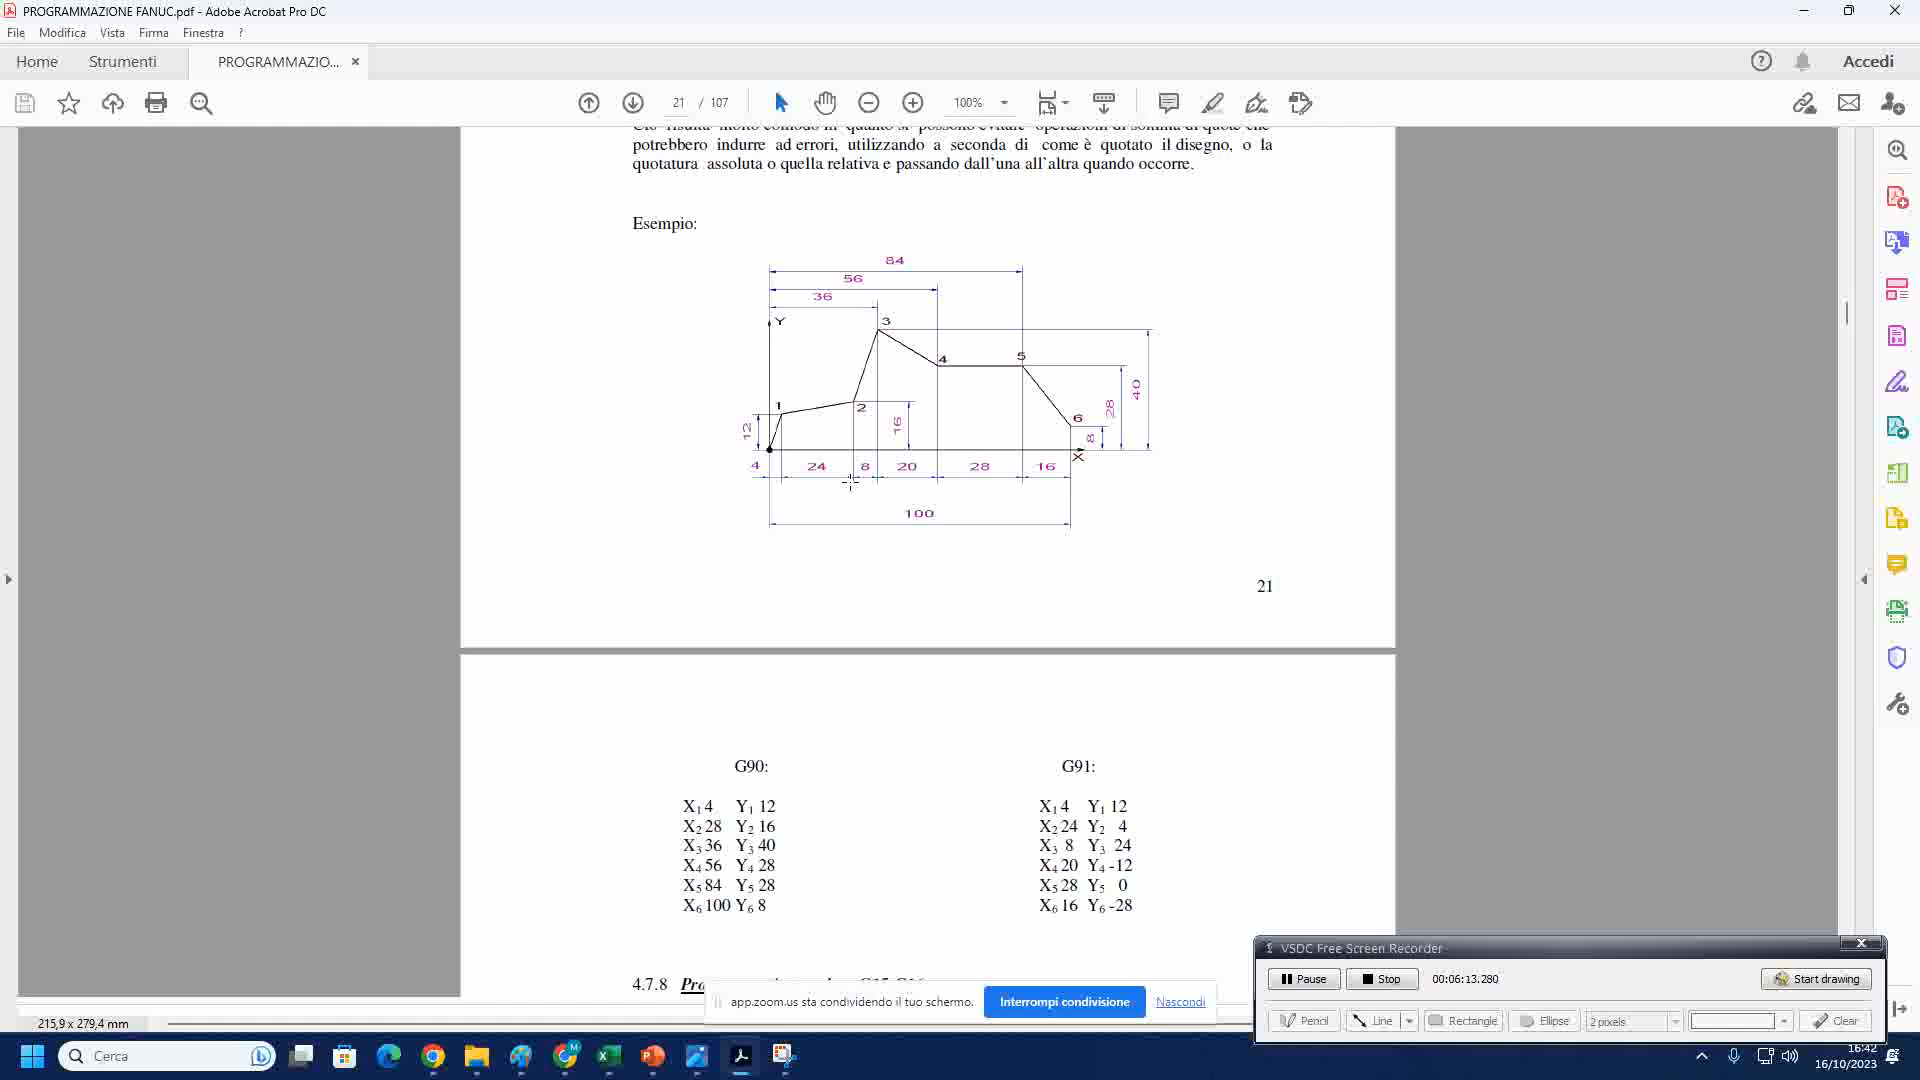 PROGRAMMAZIONE FANUC.pdf - Adobe Acrobat Pro DC
File Modifica Vista Firma Finestra ?
Home Strumenti PROGRAMMAZIO... × Accedi
21 / 107 100%
potrebbero indurre ad errori, utilizzando a seconda di come è quotato il disegno, o la
quotatura assoluta o quella relativa e passando dall'una all'altra quando occorre.
Esempio:
84
56
36
Y
3
4 5
1
2
6
12
16
8
28
40
X
4 24 8 20 28 16
100
21
G90: G91:
X1 4 Y1 12 X1 4 Y1 12
X2 28 Y2 16 X2 24 Y2 4
X3 36 Y3 40 X3 8 Y3 24
X4 56 Y4 28 X4 20 Y4 -12
X5 84 Y5 28 X5 28 Y5 0
X6 100 Y6 8 X6 16 Y6 -28
4.7.8
app.zoom.us sta condividendo il tuo schermo. Interrompi condivisione Nascondi
VSDC Free Screen Recorder
Pause Stop 00:06:13.280 Start drawing
Pencil Line Rectangle Ellipse 2 pixels Clear
215,9 x 279,4 mm
Cerca
16:42
16/10/2023